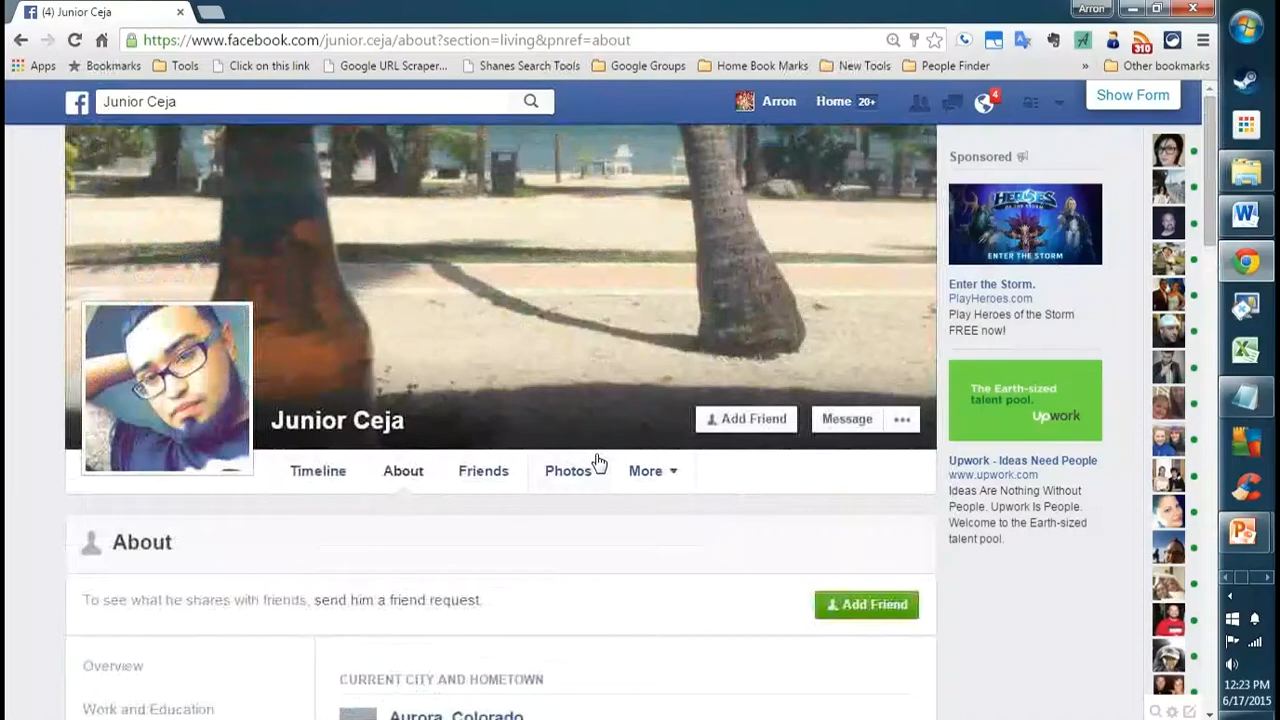 (4) Junior Ceja
Arron
https://www.facebook.com/junior.ceja/about?section=living&pnref=about
310
Apps Bookmarks Tools Click on this link Google URL Scraper... Shanes Search Tools Google Groups Home Book Marks New Tools People Finder » Other bookmarks
Junior Ceja
Arron Home 20+
4
Show Form
Sponsored
HEROES
OF THE STORM
ENTER THE STORM
Enter the Storm.
PlayHeroes.com
Play Heroes of the Storm
FREE now!
The Earth-sized
talent pool.
Upwork
Upwork - Ideas Need People
www.upwork.com
Ideas Are Nothing Without
People. Upwork Is People.
Welcome to the Earth-sized
talent pool.
Junior Ceja
Add Friend Message ...
Timeline About Friends Photos More
About
To see what he shares with friends, send him a friend request.
Add Friend
Overview
Work and Education
CURRENT CITY AND HOMETOWN
Aurora, Colorado
12:23 PM
6/17/2015